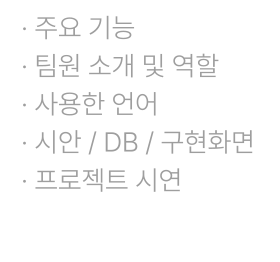 · 주요 기능
· 팀원 소개 및 역할
· 사용한 언어
· 시안 / DB / 구현화면
· 프로젝트 시연